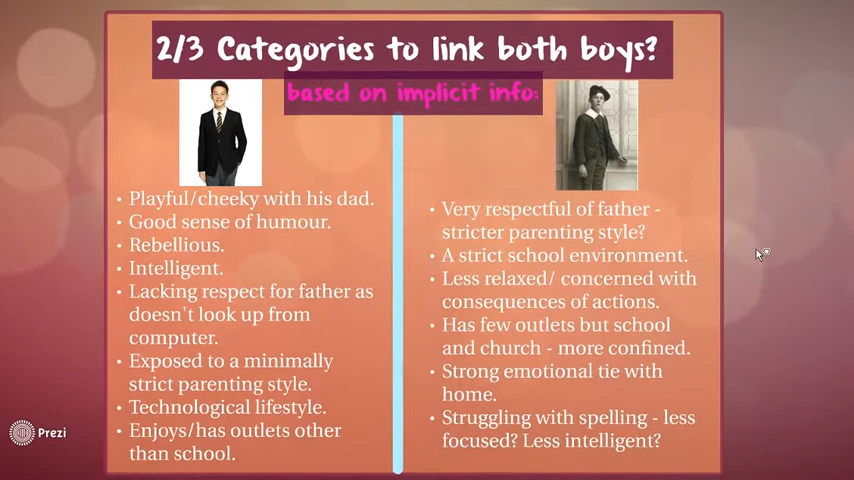 2/3 Categories to link both boys?
based on implicit info:
• Playful/cheeky with his dad.
• Good sense of humour.
• Rebellious.
• Intelligent.
• Lacking respect for father as
doesn't look up from
computer.
• Exposed to a minimally
strict parenting style.
• Technological lifestyle.
• Enjoys/has outlets other
than school.
• Very respectful of father -
stricter parenting style?
• A strict school environment.
• Less relaxed/ concerned with
consequences of actions.
• Has few outlets but school
and church - more confined.
• Strong emotional tie with
home.
• Struggling with spelling - less
focused? Less intelligent?
Prezi